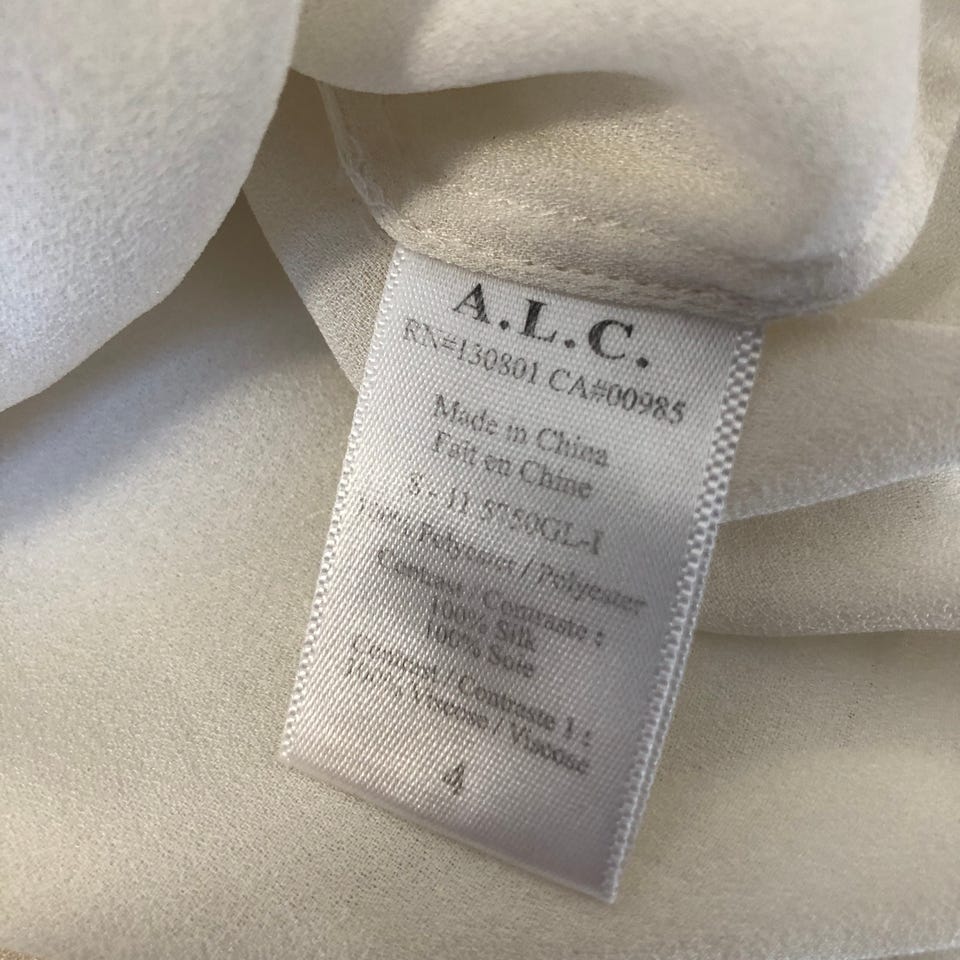 A.L.C.
RN#130801 CA#00985
Made in China
Fait en Chine
Polyester / Polyester
Contrast / Contraste :
100% Silk
100% Soie
Contrast / Contraste 1:
100% Viscose / Viscose
4